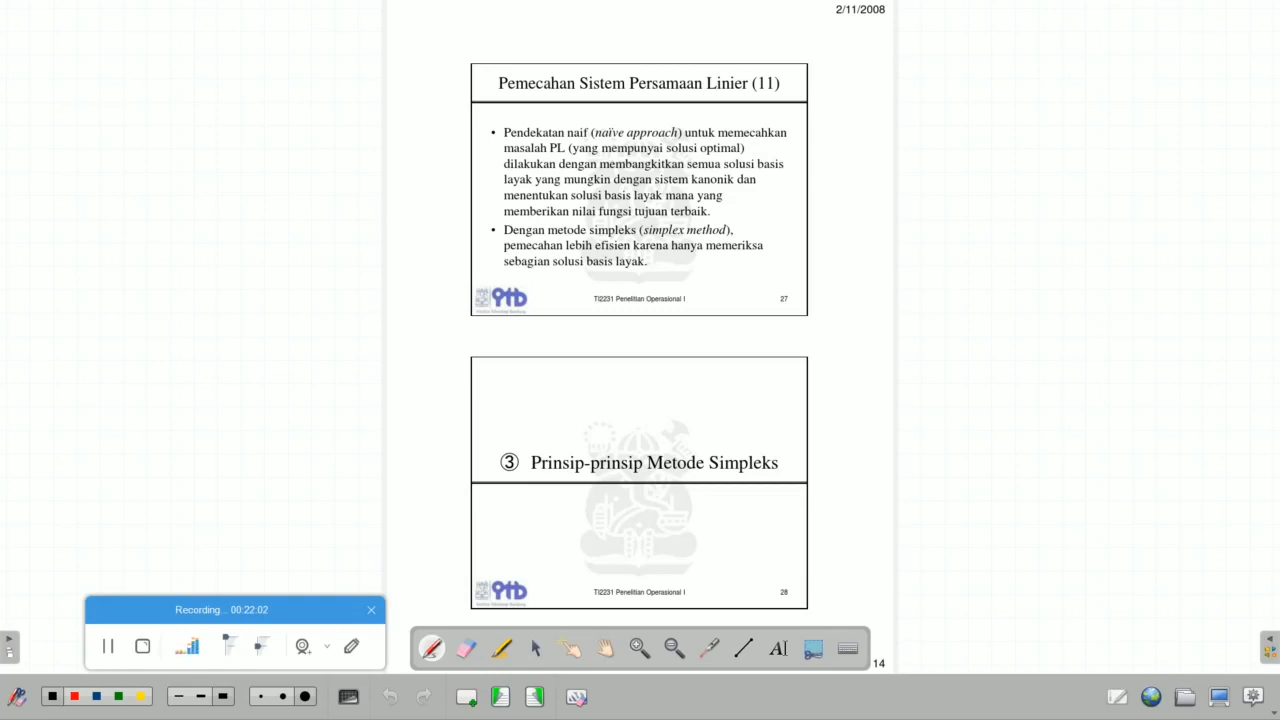 2/11/2008
Pemecahan Sistem Persamaan Linier (11)
• Pendekatan naif (naïve approach) untuk memecahkan
masalah PL (yang mempunyai solusi optimal)
dilakukan dengan membangkitkan semua solusi basis
layak yang mungkin dengan sistem kanonik dan
menentukan solusi basis layak mana yang
memberikan nilai fungsi tujuan terbaik.
• Dengan metode simpleks (simplex method),
pemecahan lebih efisien karena hanya memeriksa
sebagian solusi basis layak.
TI2231 Penelitian Operasional I
27
③ Prinsip-prinsip Metode Simpleks
TI2231 Penelitian Operasional I
28
Recording... 00:22:02
AI
14